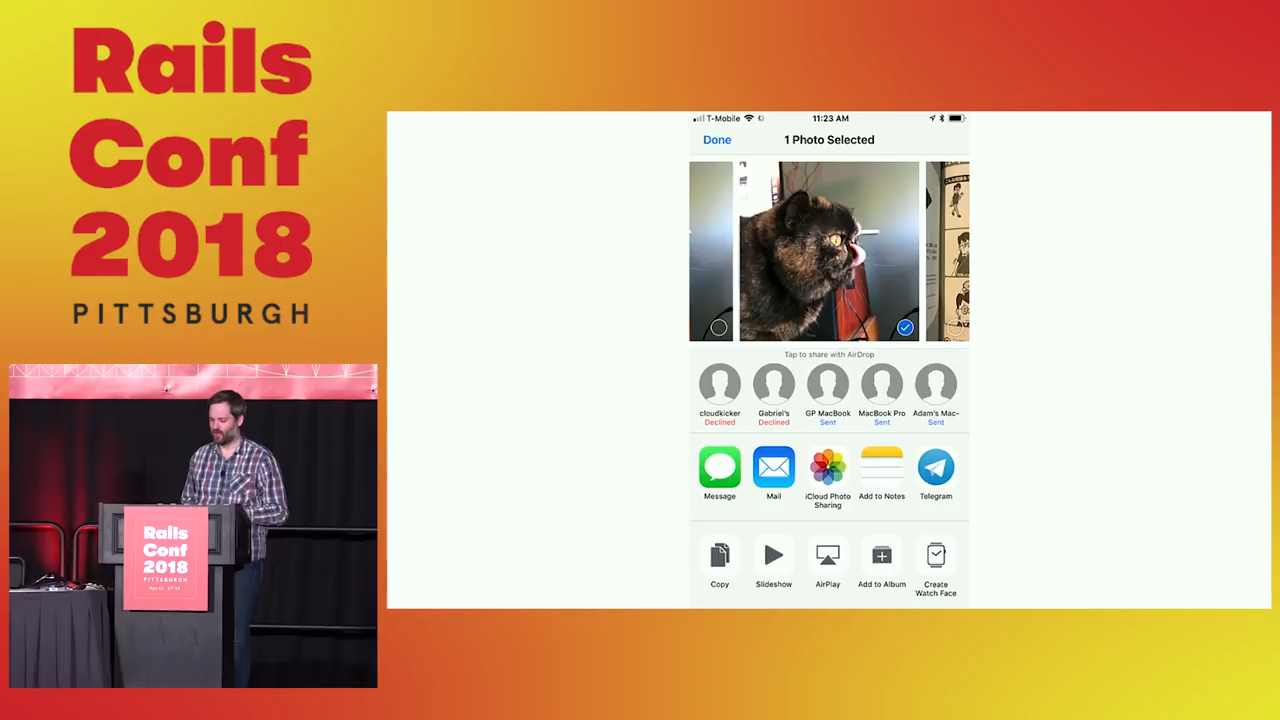 Rails
Conf
2018
PITTSBURGH
T-Mobile
11:23 AM
Done
1 Photo Selected
Tap to share with AirDrop
cloudkicker
Declined
Gabriel's
Declined
GP MacBook
Sent
MacBook Pro
Sent
Adam's Mac-
Sent
Message
Mail
iCloud Photo
Sharing
Add to Notes
Telegram
Copy
Slideshow
AirPlay
Add to Album
Create
Watch Face
Rails
Conf
2018
PITTSBURGH